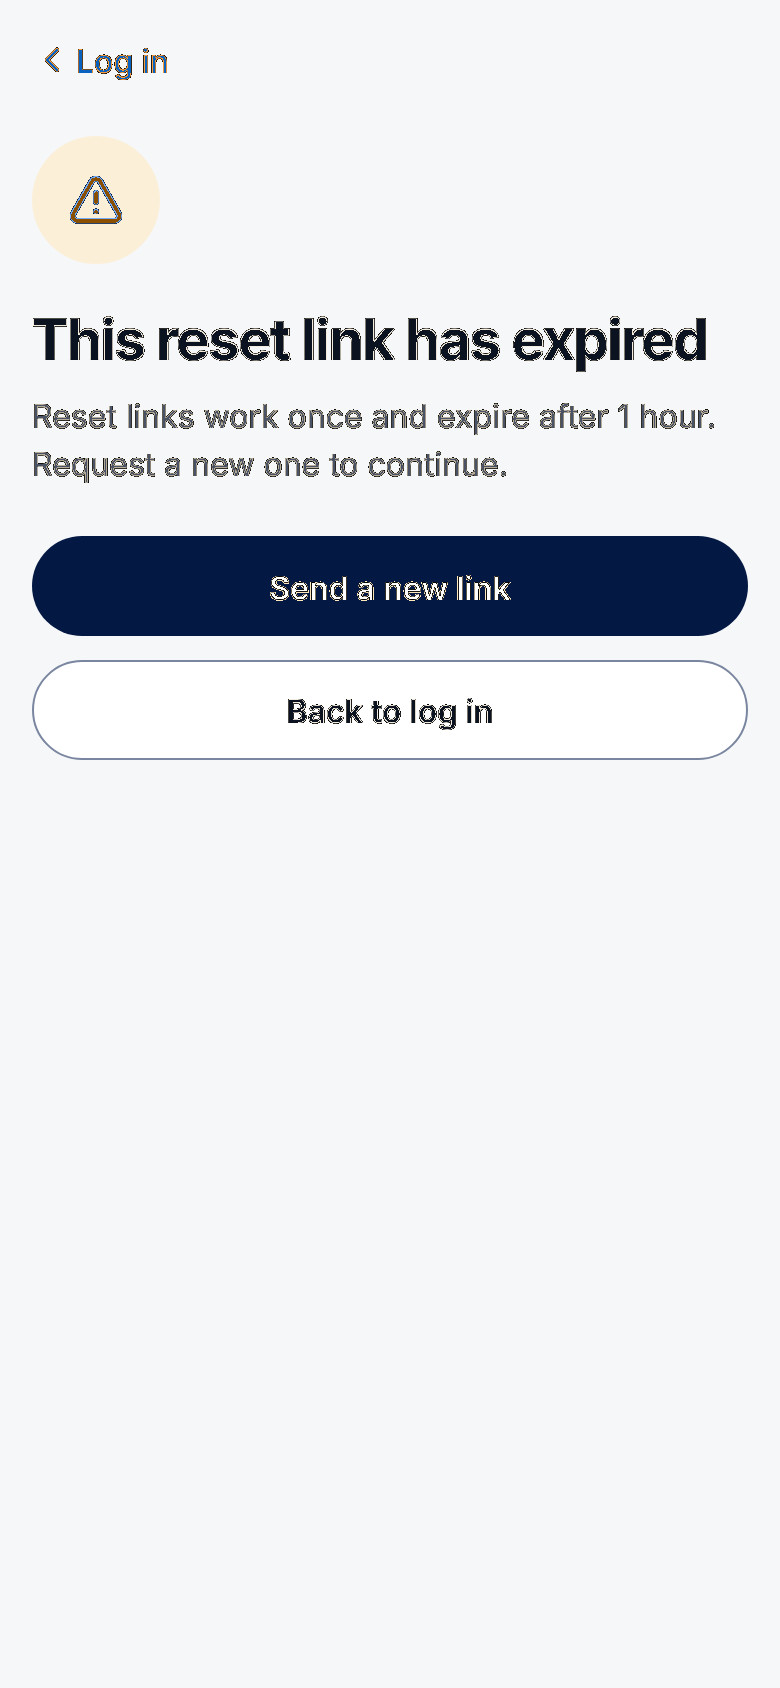 Log in
This reset link has expired
Reset links work once and expire after 1 hour.
Request a new one to continue.
Send a new link
Back to log in